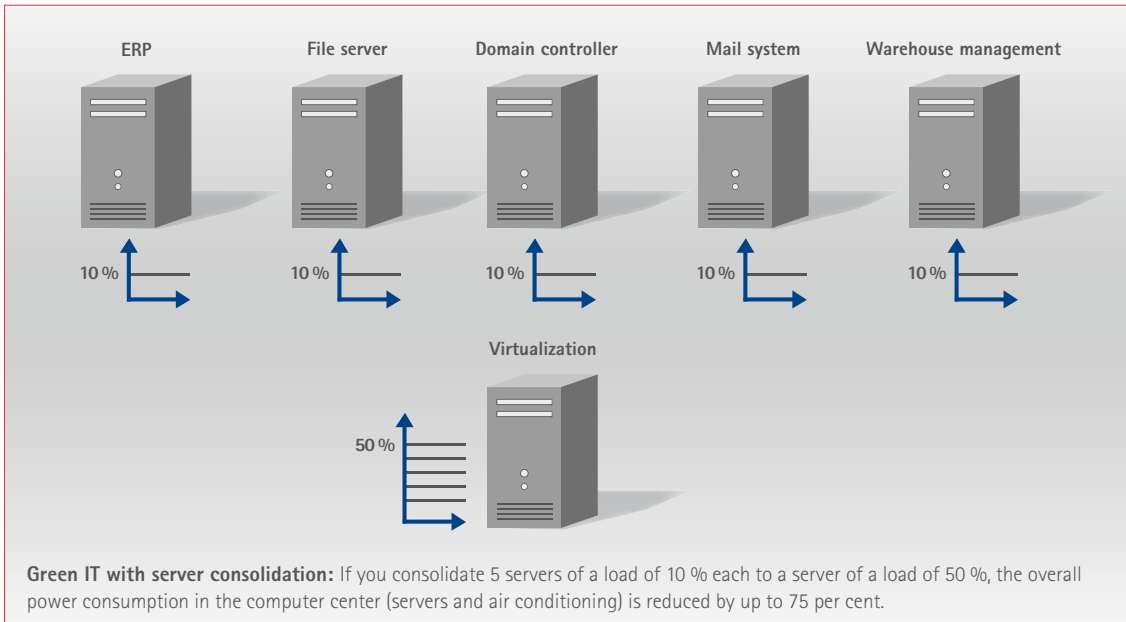 ERP
File server
Domain controller
Mail system
Warehouse management
10 %
10 %
10 %
10 %
10 %
Virtualization
50 %
Green IT with server consolidation: If you consolidate 5 servers of a load of 10 % each to a server of a load of 50 %, the overall
power consumption in the computer center (servers and air conditioning) is reduced by up to 75 per cent.